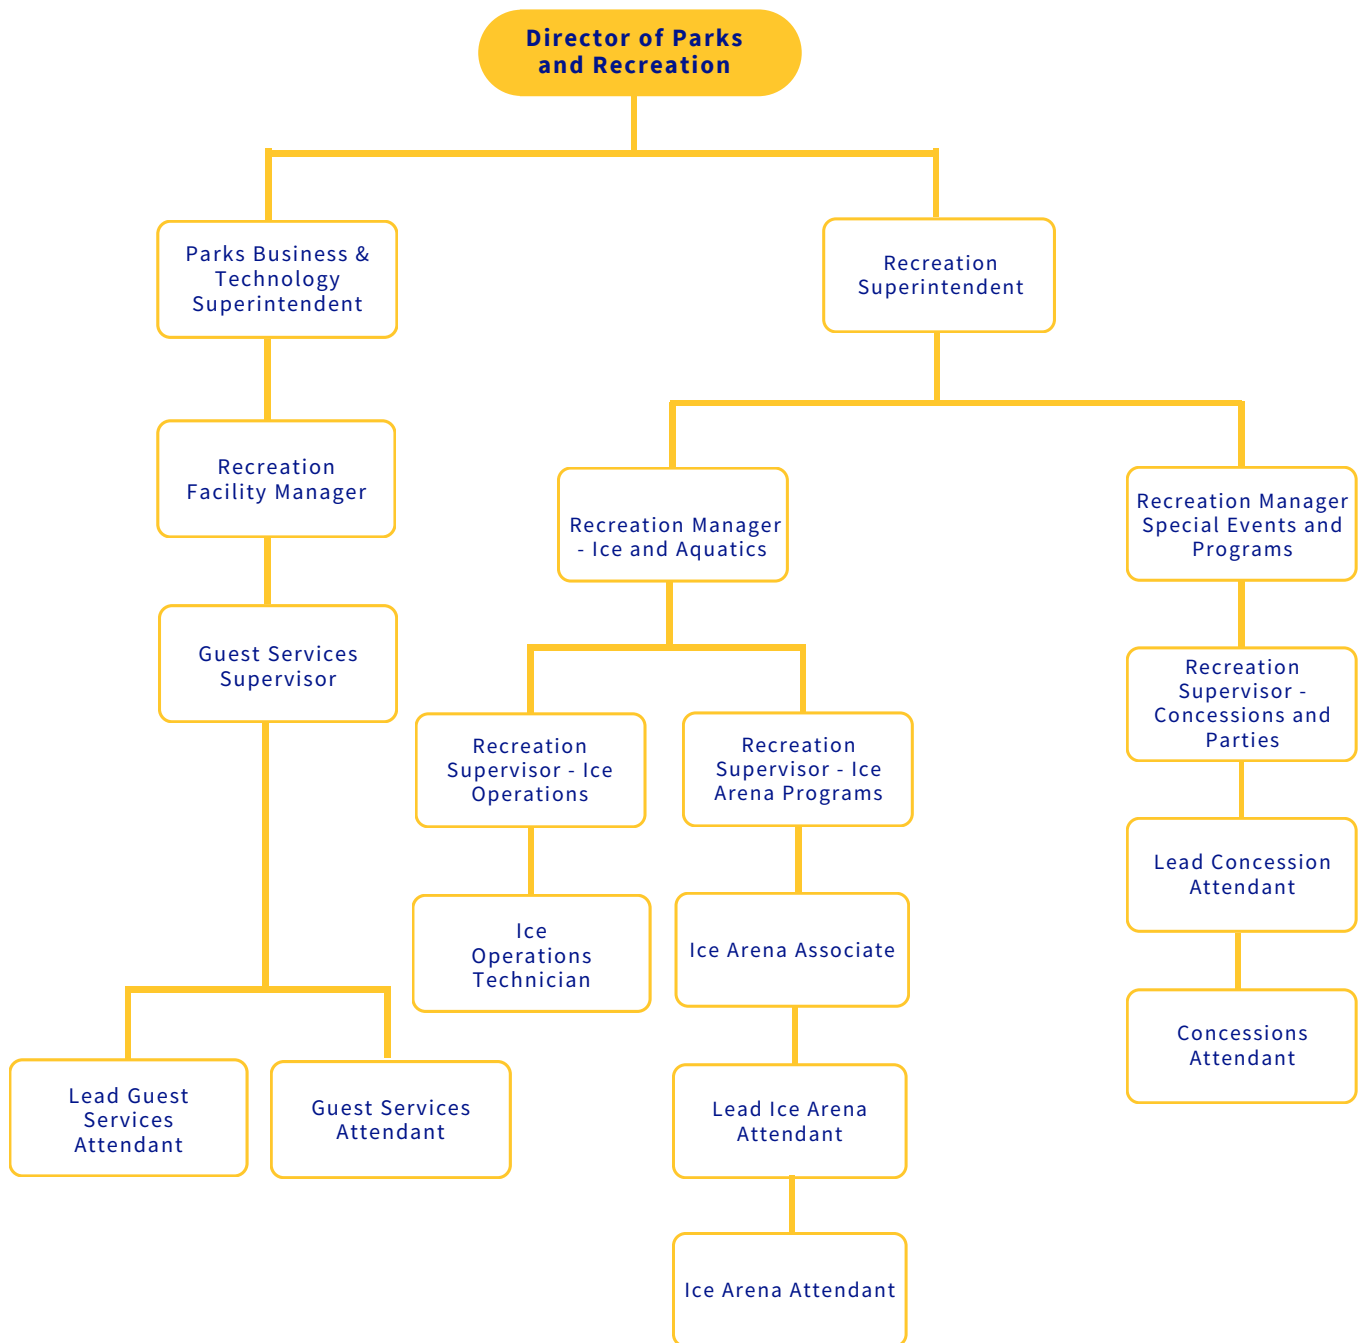 Director of Parks
and Recreation
Parks Business &
Technology
Superintendent
Recreation
Superintendent
Recreation
Facility Manager
Recreation Manager
- Ice and Aquatics
Recreation Manager
Special Events and
Programs
Guest Services
Supervisor
Recreation
Supervisor - Ice
Operations
Recreation
Supervisor - Ice
Arena Programs
Recreation
Supervisor -
Concessions and
Parties
Ice
Operations
Technician
Ice Arena Associate
Lead Concession
Attendant
Lead Guest
Services
Attendant
Guest Services
Attendant
Lead Ice Arena
Attendant
Concessions
Attendant
Ice Arena Attendant